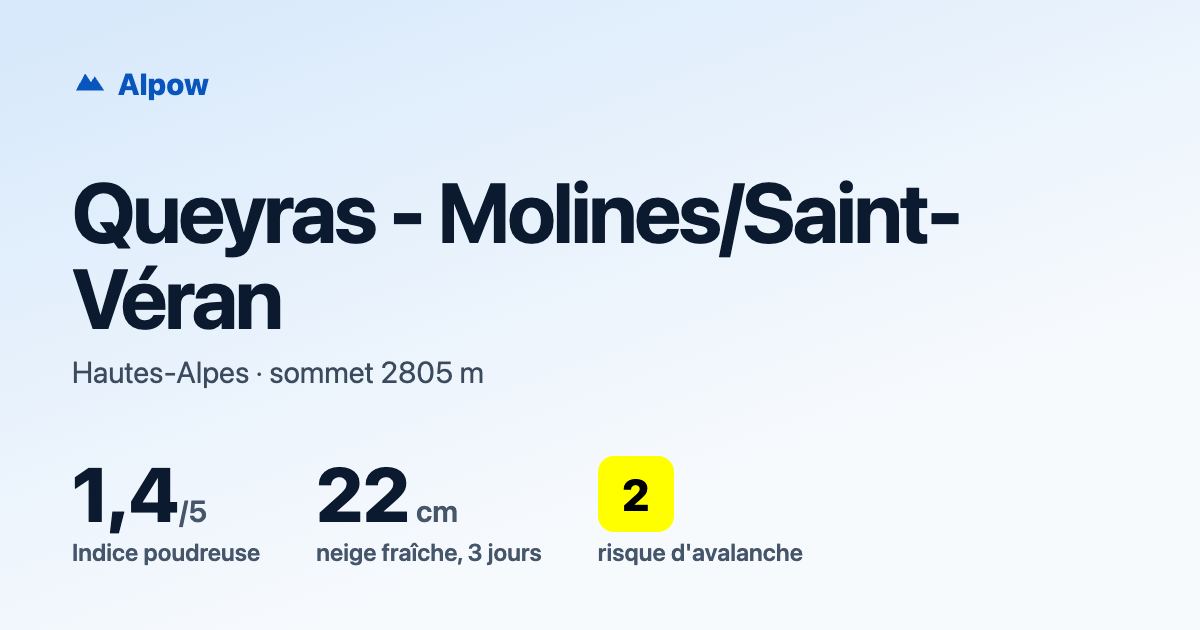 Alpow
Queyras - Molines/Saint-
Véran
Hautes-Alpes · sommet 2805 m
1,4/5
Indice poudreuse
22 cm
neige fraîche, 3 jours
2
risque d'avalanche